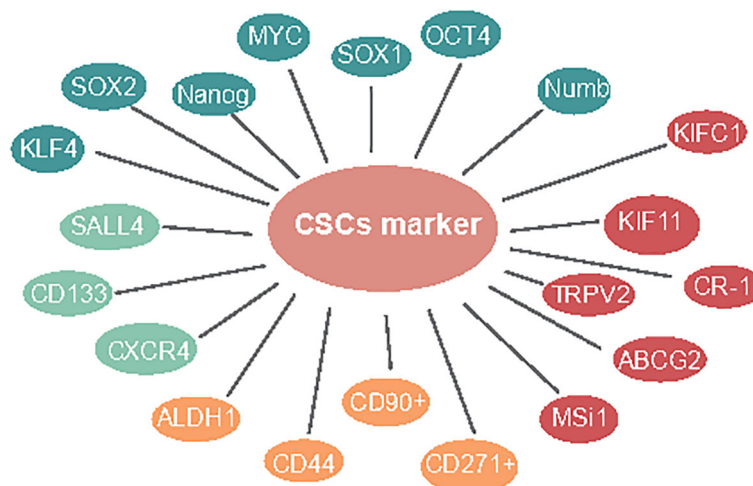 MYC
SOX1
OCT4
SOX2
Nanog
Numb
KLF4
KIFC1
SALL4
CSCs marker
KIF11
CD133
TRPV2
CR-1
CXCR4
ABCG2
ALDH1
CD90+
MSi1
CD44
CD271+